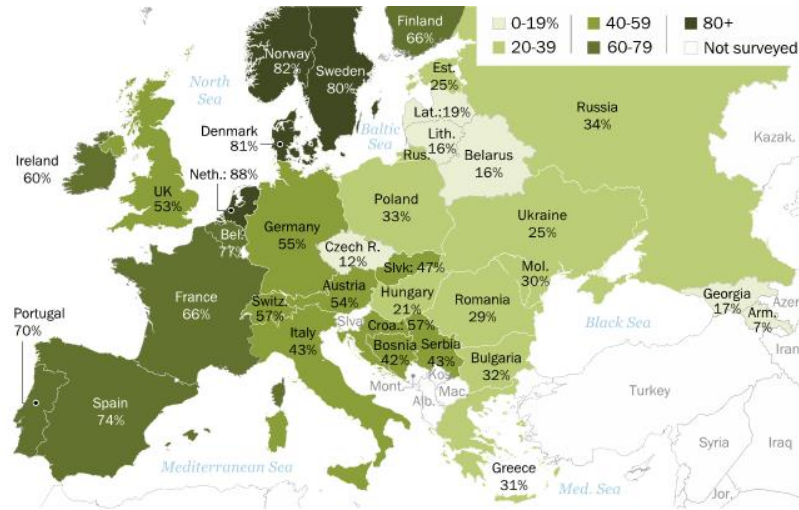 0-19%
20-39
40-59
60-79
80+
Not surveyed
Finland
66%
Norway
82%
Sweden
80%
North
Sea
Est.
25%
Russia
34%
Lat.:19%
Baltic
Sea
Lith.
16%
Denmark
81%
Kazak.
Ireland
60%
Neth.: 88%
Rus.
Belarus
16%
UK
53%
Poland
33%
Ukraine
25%
Germany
55%
Bel.
77%
Czech R.
12%
Slvk: 47%
Mol.
30%
Austria
54%
Hungary
21%
Georgia
17%
Azer
France
66%
Switz.
57%
Slva
Romania
29%
Arm.
7%
Portugal
70%
Croa.: 57%
Black Sea
Italy
43%
Bosnia
42%
Serbia
43%
Bulgaria
32%
Iran
Kos.
Mont.
Mac.
Alb.
Turkey
Spain
74%
Syria
Iraq
Mediterranean Sea
Greece
31%
Med. Sea
Jor.